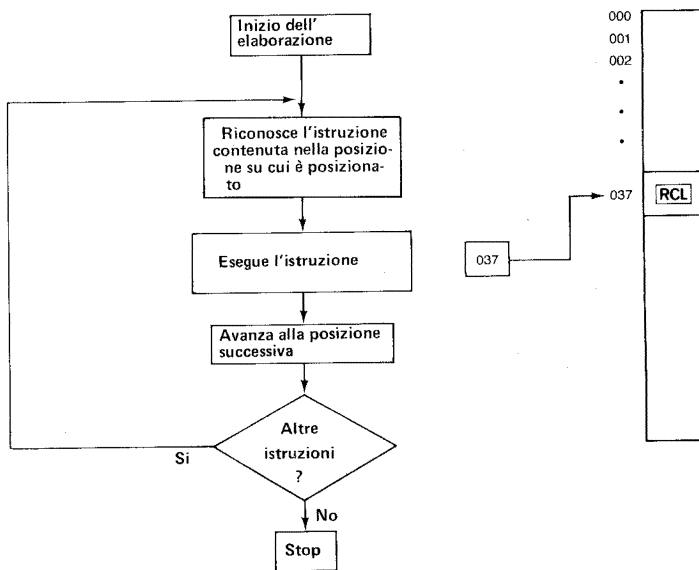 Inizio dell'
elaborazione
Riconosce l'istruzione
contenuta nella posizio-
ne su cui è posiziona-
to
Esegue l'istruzione
Avanza alla posizione
successiva
Altre
istruzioni
?
Si
No
Stop
000
001
002
037
RCL
037